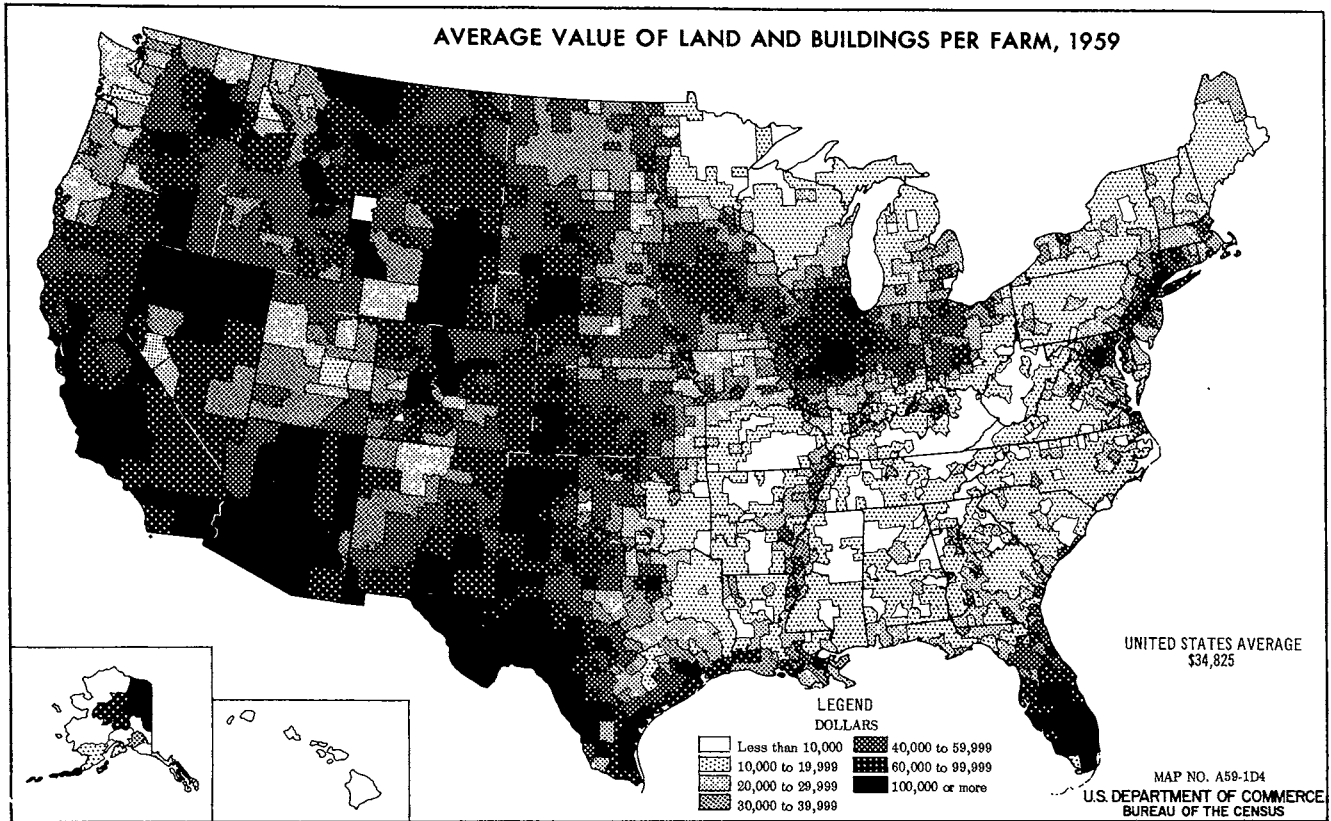 AVERAGE VALUE OF LAND AND BUILDINGS PER FARM, 1959
UNITED STATES AVERAGE
$34,825
LEGEND
DOLLARS
Less than 10,000
10,000 to 19,999
20,000 to 29,999
30,000 to 39,999
40,000 to 59,999
60,000 to 99,999
100,000 or more
MAP NO. A59-1D4
U.S. DEPARTMENT OF COMMERCE
BUREAU OF THE CENSUS